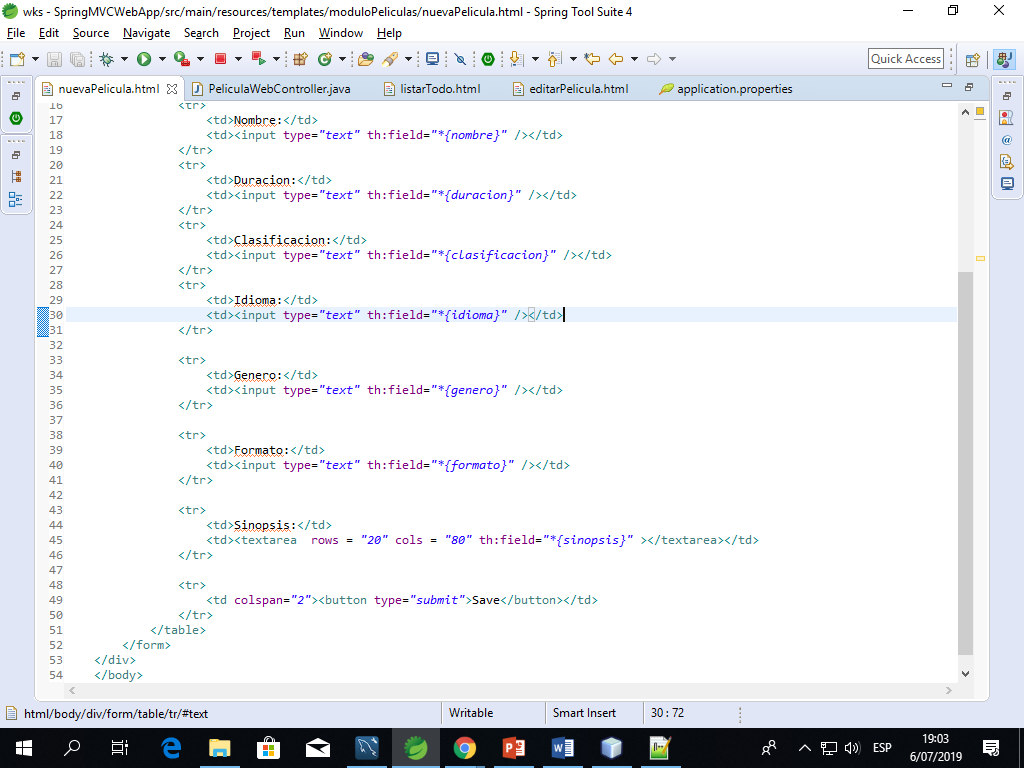 wks - SpringMVCWebApp/src/main/resources/templates/moduloPeliculas/nuevaPelicula.html - Spring Tool Suite 4
File Edit Source Navigate Search Project Run Window Help
Quick Access
nuevaPelicula.html PeliculaWebController.java listarTodo.html editarPelicula.html application.properties
16 <tr>
17 <td>Nombre:</td>
18 <td><input type="text" th:field="*{nombre}" /></td>
19 </tr>
20 <tr>
21 <td>Duracion:</td>
22 <td><input type="text" th:field="*{duracion}" /></td>
23 </tr>
24 <tr>
25 <td>Clasificacion:</td>
26 <td><input type="text" th:field="*{clasificacion}" /></td>
27 </tr>
28 <tr>
29 <td>Idioma:</td>
30 <td><input type="text" th:field="*{idioma}" /></td>
31 </tr>
32
33 <tr>
34 <td>Genero:</td>
35 <td><input type="text" th:field="*{genero}" /></td>
36 </tr>
37
38 <tr>
39 <td>Formato:</td>
40 <td><input type="text" th:field="*{formato}" /></td>
41 </tr>
42
43 <tr>
44 <td>Sinopsis:</td>
45 <td><textarea  rows = "20" cols = "80" th:field="*{sinopsis}" ></textarea></td>
46 </tr>
47
48 <tr>
49 <td colspan="2"><button type="submit">Save</button></td>
50 </tr>
51 </table>
52 </form>
53 </div>
54 </body>
html/body/div/form/table/tr/#text Writable Smart Insert 30 : 72
ESP 19:03
6/07/2019